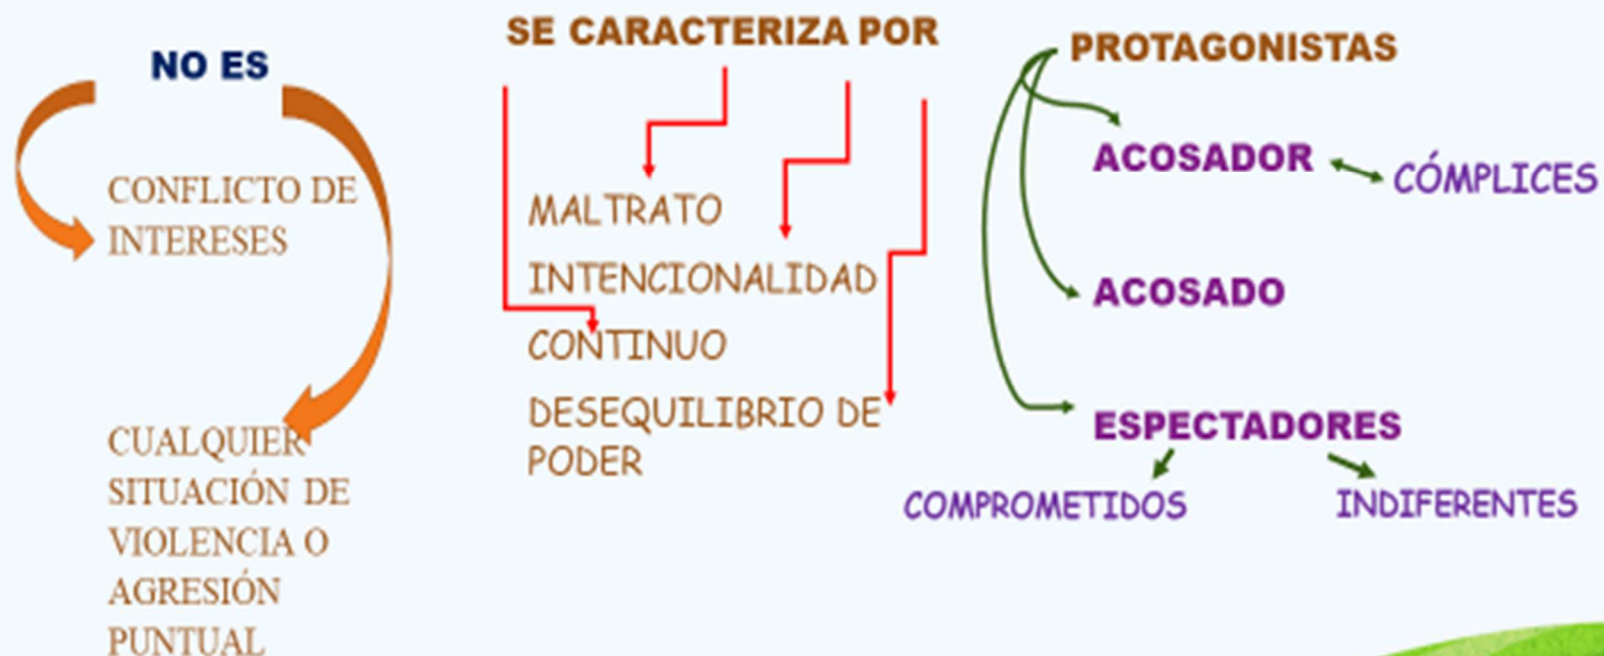 NO ES
CONFLICTO DE
INTERESES
CUALQUIER
SITUACIÓN DE
VIOLENCIA O
AGRESIÓN
PUNTUAL
SE CARACTERIZA POR
MALTRATO
INTENCIONALIDAD
CONTINUO
DESEQUILIBRIO DE
PODER
PROTAGONISTAS
ACOSADOR
CÓMPLICES
ACOSADO
ESPECTADORES
COMPROMETIDOS
INDIFERENTES